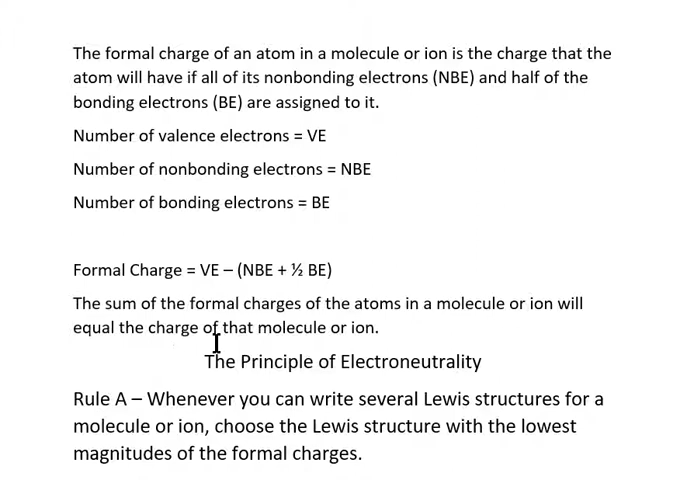 The formal charge of an atom in a molecule or ion is the charge that the
atom will have if all of its nonbonding electrons (NBE) and half of the
bonding electrons (BE) are assigned to it.
Number of valence electrons = VE
Number of nonbonding electrons = NBE
Number of bonding electrons = BE
Formal Charge = VE – (NBE + ½ BE)
The sum of the formal charges of the atoms in a molecule or ion will
equal the charge of that molecule or ion.
The Principle of Electroneutrality
Rule A – Whenever you can write several Lewis structures for a
molecule or ion, choose the Lewis structure with the lowest
magnitudes of the formal charges.